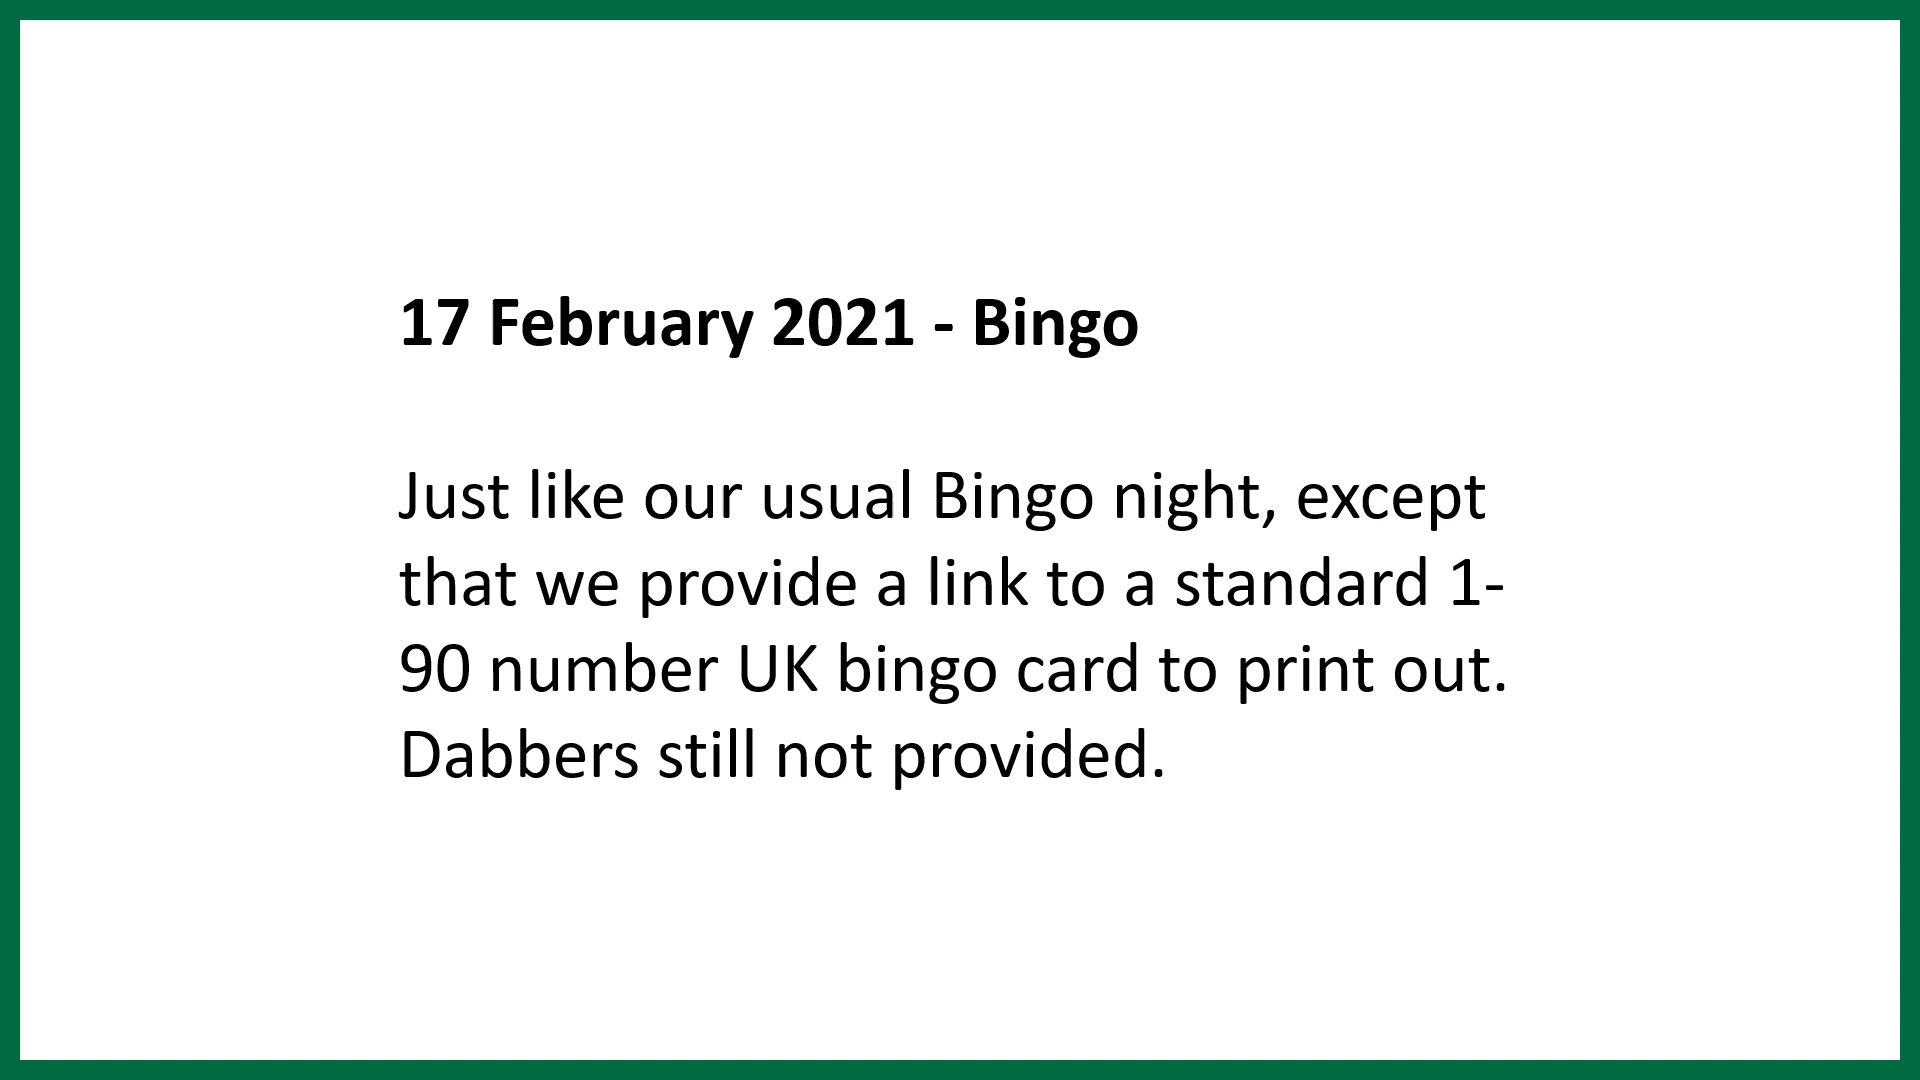 17 February 2021 - Bingo
Just like our usual Bingo night, except
that we provide a link to a standard 1-
90 number UK bingo card to print out.
Dabbers still not provided.